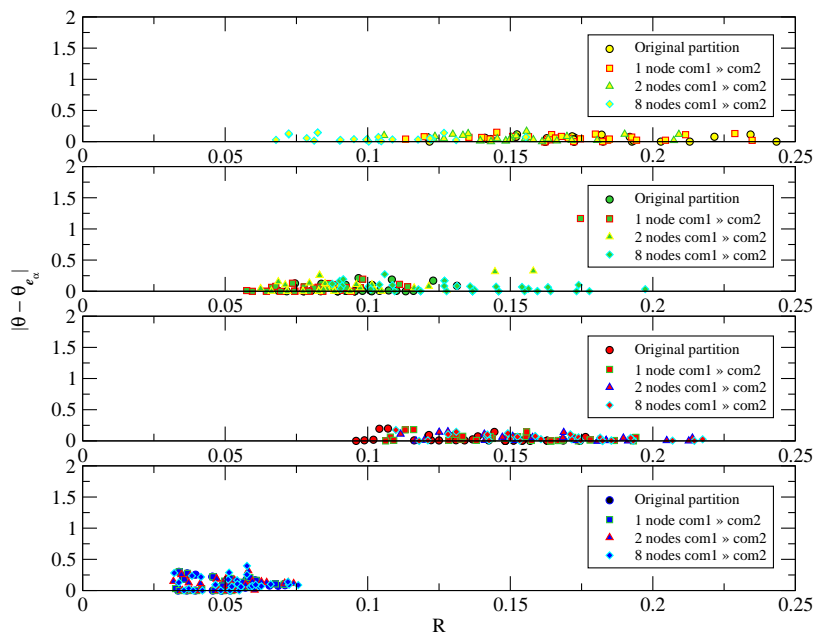 2
1.5
1
0.5
0
0 0.05 0.1 0.15 0.2 0.25
Original partition
1 node com1 » com2
2 nodes com1 » com2
8 nodes com1 » com2
2
1.5
1
0.5
0
0 0.05 0.1 0.15 0.2 0.25
Original partition
1 node com1 » com2
2 nodes com1 » com2
8 nodes com1 » com2
|θ − θeα|
2
1.5
1
0.5
0
0 0.05 0.1 0.15 0.2 0.25
Original partition
1 node com1 » com2
2 nodes com1 » com2
8 nodes com1 » com2
2
1.5
1
0.5
0
0 0.05 0.1 0.15 0.2 0.25
Original partition
1 node com1 » com2
2 nodes com1 » com2
8 nodes com1 » com2
R